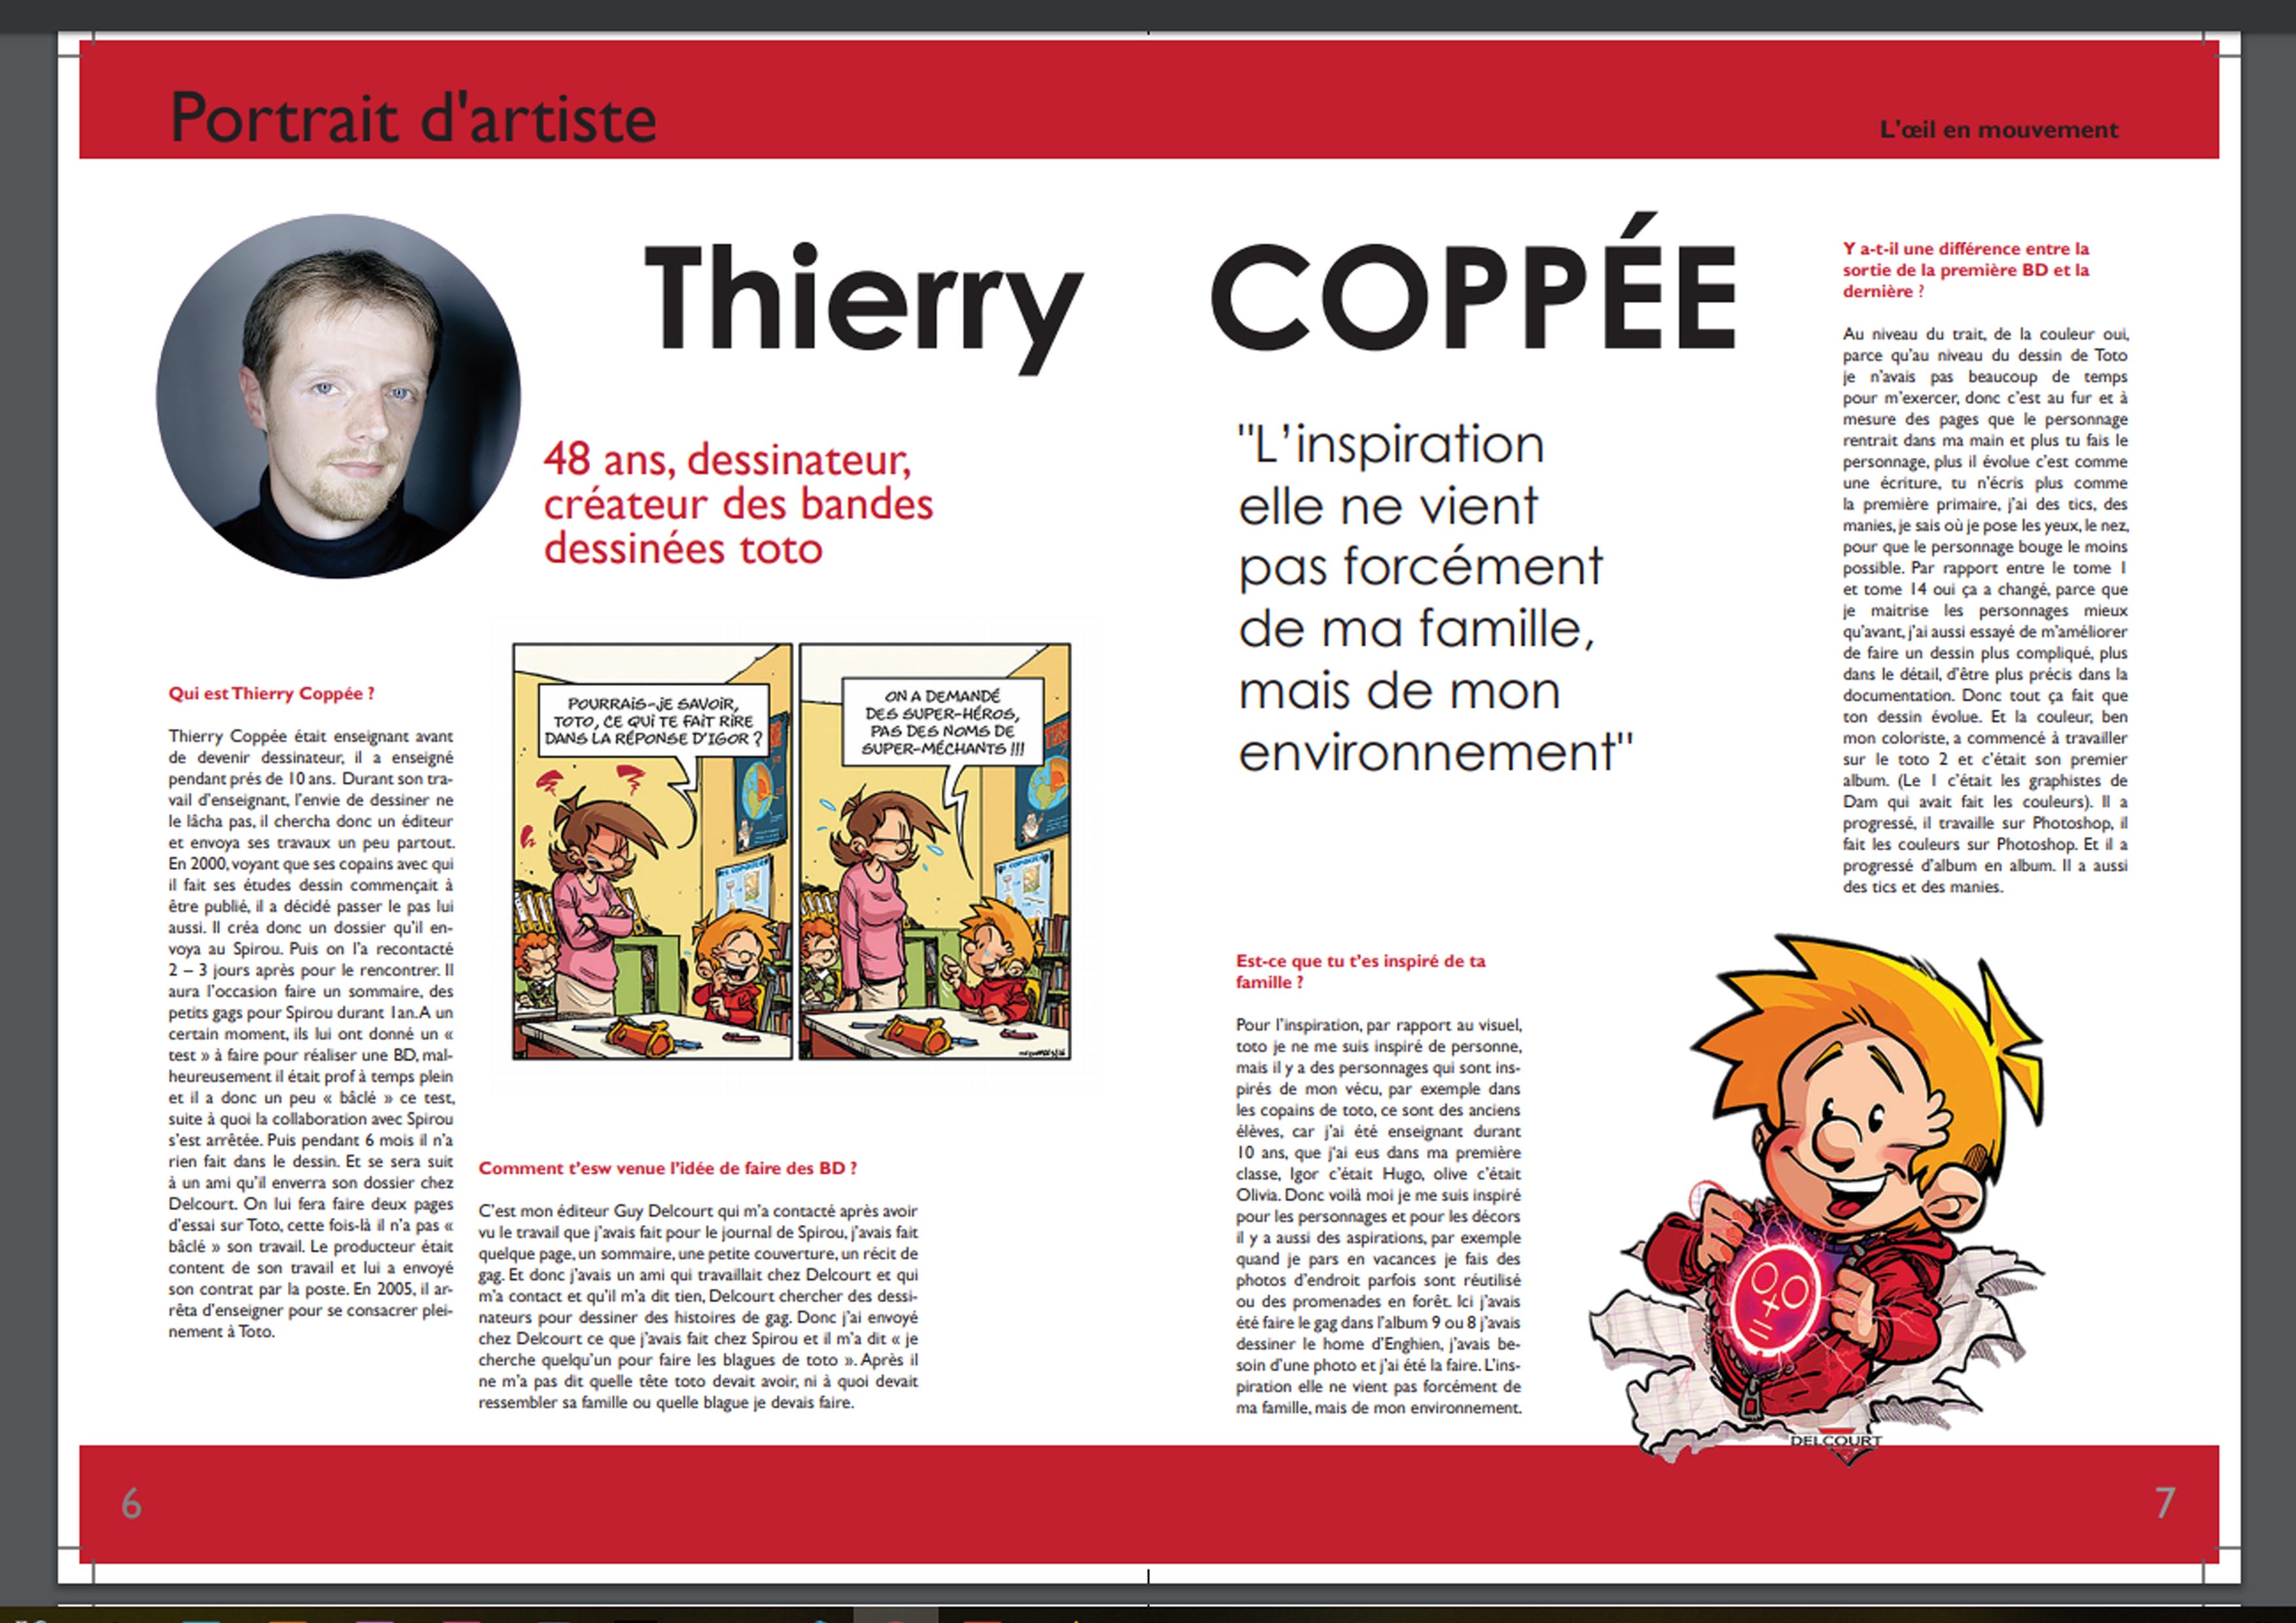 Portrait d'artiste
L'œil en mouvement
Thierry COPPÉE
48 ans, dessinateur,
créateur des bandes
dessinées toto
Qui est Thierry Coppée ?
Thierry Coppée était enseignant avant
de devenir dessinateur, il a enseigné
pendant prés de 10 ans. Durant son tra-
vail d'enseignant, l'envie de dessiner ne
le lâcha pas, il chercha donc un éditeur
et envoya ses travaux un peu partout.
En 2000, voyant que ses copains avec qui
il fait ses études dessin commençait à
être publié, il a décidé passer le pas lui
aussi. Il créa donc un dossier qu'il en-
voya au Spirou. Puis on l'a recontacté
2 – 3 jours après pour le rencontrer. Il
aura l'occasion faire un sommaire, des
petits gags pour Spirou durant 1an. A un
certain moment, ils lui ont donné un «
test » à faire pour réaliser une BD, mal-
heureusement il était prof à temps plein
et il a donc un peu « bâclé » ce test,
suite à quoi la collaboration avec Spirou
s'est arrêtée. Puis pendant 6 mois il n'a
rien fait dans le dessin. Et se sera suit
à un ami qu'il enverra son dossier chez
Delcourt. On lui fera faire deux pages
d'essai sur Toto, cette fois-là il n'a pas «
bâclé » son travail. Le producteur était
content de son travail et lui a envoyé
son contrat par la poste. En 2005, il ar-
rêta d'enseigner pour se consacrer plei-
nement à Toto.
POURRAIS-JE SAVOIR,
TOTO, CE QUI TE FAIT RIRE
DANS LA RÉPONSE D'IGOR ?
ON A DEMANDÉ
DES SUPER-HÉROS,
PAS DES NOMS DE
SUPER-MÉCHANTS !!!
Comment t'esw venue l'idée de faire des BD ?
C'est mon éditeur Guy Delcourt qui m'a contacté après avoir
vu le travail que j'avais fait pour le journal de Spirou, j'avais fait
quelque page, un sommaire, une petite couverture, un récit de
gag. Et donc j'avais un ami qui travaillait chez Delcourt et qui
m'a contact et qu'il m'a dit tien, Delcourt chercher des dessi-
nateurs pour dessiner des histoires de gag. Donc j'ai envoyé
chez Delcourt ce que j'avais fait chez Spirou et il m'a dit « je
cherche quelqu'un pour faire les blagues de toto ». Après il
ne m'a pas dit quelle tête toto devait avoir, ni à quoi devait
ressembler sa famille ou quelle blague je devais faire.
"L'inspiration
elle ne vient
pas forcément
de ma famille,
mais de mon
environnement"
Est-ce que tu t'es inspiré de ta
famille ?
Pour l'inspiration, par rapport au visuel,
toto je ne me suis inspiré de personne,
mais il y a des personnages qui sont ins-
pirés de mon vécu, par exemple dans
les copains de toto, ce sont des anciens
élèves, car j'ai été enseignant durant
10 ans, que j'ai eus dans ma première
classe, Igor c'était Hugo, olive c'était
Olivia. Donc voilà moi je me suis inspiré
pour les personnages et pour les décors
il y a aussi des aspirations, par exemple
quand je pars en vacances je fais des
photos d'endroit parfois sont réutilisé
ou des promenades en forêt. Ici j'avais
été faire le gag dans l'album 9 ou 8 j'avais
dessiner le home d'Enghien, j'avais be-
soin d'une photo et j'ai été la faire. L'ins-
piration elle ne vient pas forcément de
ma famille, mais de mon environnement.
Y a-t-il une différence entre la
sortie de la première BD et la
dernière ?
Au niveau du trait, de la couleur oui,
parce qu'au niveau du dessin de Toto
je n'avais pas beaucoup de temps
pour m'exercer, donc c'est au fur et à
mesure des pages que le personnage
rentrait dans ma main et plus tu fais le
personnage, plus il évolue c'est comme
une écriture, tu n'écris plus comme
la première primaire, j'ai des tics, des
manies, je sais où je pose les yeux, le nez,
pour que le personnage bouge le moins
possible. Par rapport entre le tome 1
et tome 14 oui ça a changé, parce que
je maitrise les personnages mieux
qu'avant, j'ai aussi essayé de m'améliorer
de faire un dessin plus compliqué, plus
dans le détail, d'être plus précis dans la
documentation. Donc tout ça fait que
ton dessin évolue. Et la couleur, ben
mon coloriste, a commencé à travailler
sur le toto 2 et c'était son premier
album. (Le 1 c'était les graphistes de
Dam qui avait fait les couleurs). Il a
progressé, il travaille sur Photoshop, il
fait les couleurs sur Photoshop. Et il a
progressé d'album en album. Il a aussi
des tics et des manies.
DELCOURT
6
7